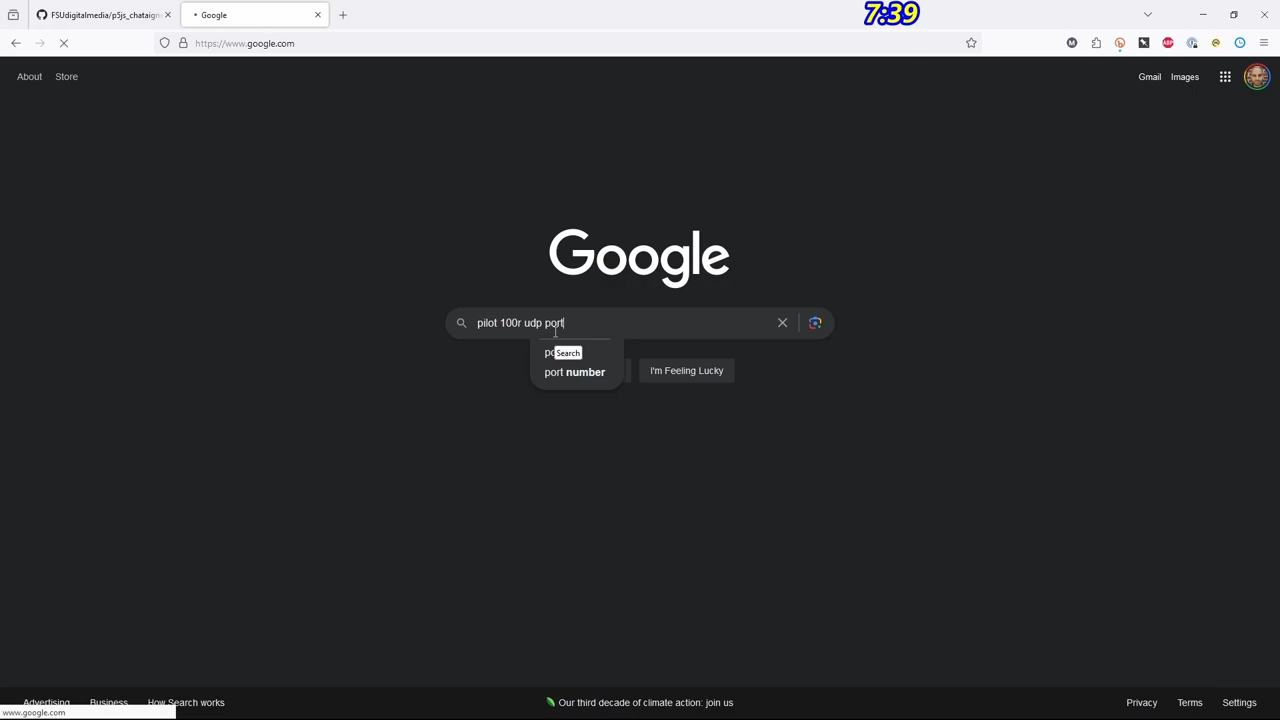 FSUdigitalmedia/p5js_chataign
Google
7:39
https://www.google.com
ABP
About
Store
Gmail
Images
Google
pilot 100r udp port
Search
port number
I'm Feeling Lucky
Advertising
Business
How Search works
Our third decade of climate action: join us
Privacy
Terms
Settings
www.google.com